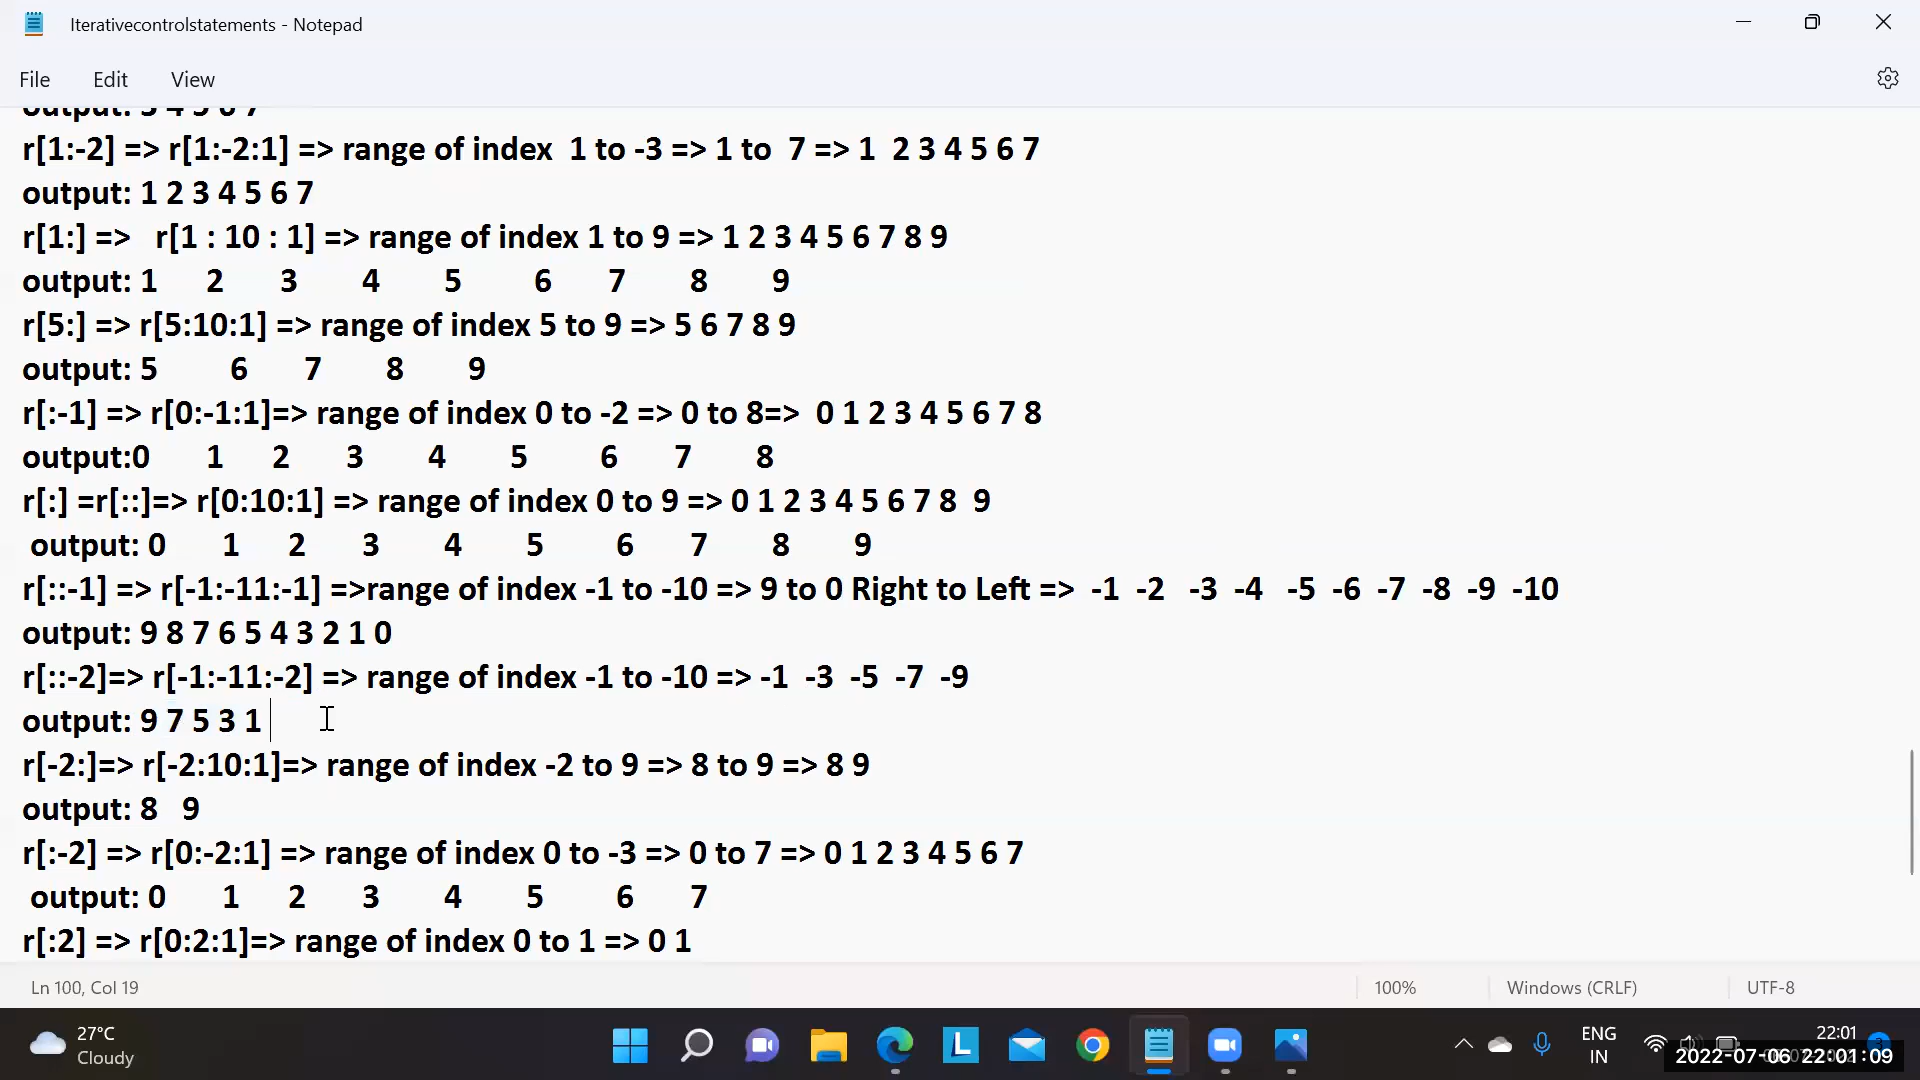 Iterativecontrolstatements - Notepad
File Edit View
output: 3 4 5 6 7
r[1:-2] => r[1:-2:1] => range of index  1 to -3 => 1 to  7 => 1  2 3 4 5 6 7
output: 1 2 3 4 5 6 7
r[1:] =>   r[1 : 10 : 1] => range of index 1 to 9 => 1 2 3 4 5 6 7 8 9
output: 1 2 3 4 5 6 7 8 9
r[5:] => r[5:10:1] => range of index 5 to 9 => 5 6 7 8 9
output: 5 6 7 8 9
r[:-1] => r[0:-1:1]=> range of index 0 to -2 => 0 to 8=>  0 1 2 3 4 5 6 7 8
output:0 1 2 3 4 5 6 7 8
r[:] =r[::]=> r[0:10:1] => range of index 0 to 9 => 0 1 2 3 4 5 6 7 8  9
output: 0 1 2 3 4 5 6 7 8 9
r[::-1] => r[-1:-11:-1] =>range of index -1 to -10 => 9 to 0 Right to Left =>  -1  -2  -3  -4  -5  -6  -7  -8  -9  -10
output: 9 8 7 6 5 4 3 2 1 0
r[::-2]=> r[-1:-11:-2] => range of index -1 to -10 => -1  -3  -5  -7  -9
output: 9 7 5 3 1
r[-2:]=> r[-2:10:1]=> range of index -2 to 9 => 8 to 9 => 8 9
output: 8  9
r[:-2] => r[0:-2:1] => range of index 0 to -3 => 0 to 7 => 0 1 2 3 4 5 6 7
output: 0 1 2 3 4 5 6 7
r[:2] => r[0:2:1]=> range of index 0 to 1 => 0 1
Ln 100, Col 19 100% Windows (CRLF) UTF-8
27°C
Cloudy
ENG
IN
22:01
2022-07-06 22:01:09